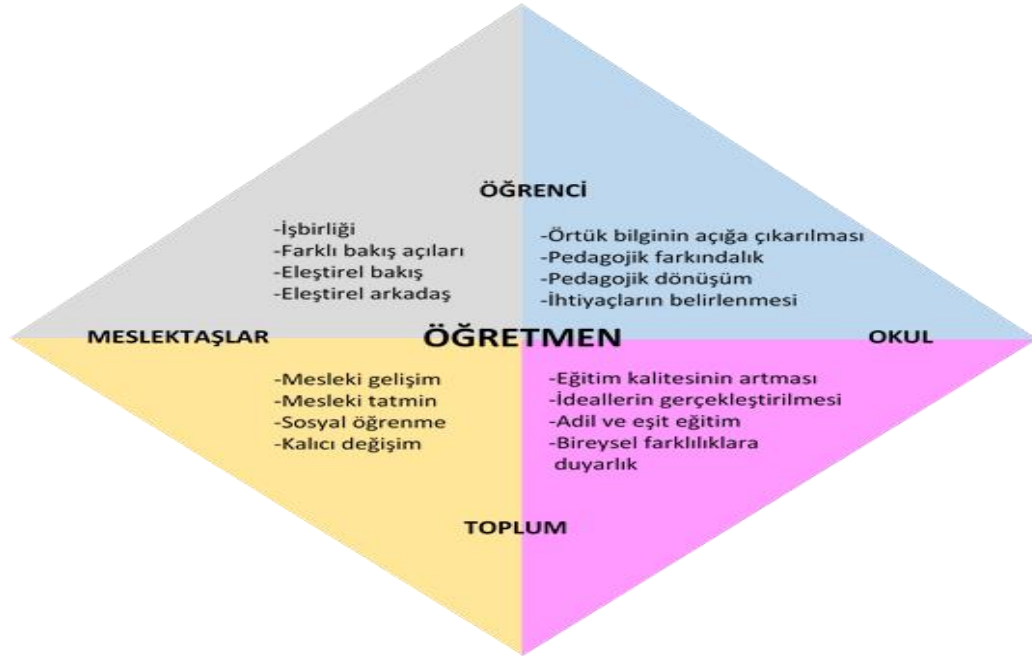 ÖĞRENCİ
-İşbirliği
-Farklı bakış açıları
-Eleştirel bakış
-Eleştirel arkadaş
-Örtük bilginin açığa çıkarılması
-Pedagojik farkındalık
-Pedagojik dönüşüm
-İhtiyaçların belirlenmesi
MESLEKTAŞLAR
ÖĞRETMEN
OKUL
-Mesleki gelişim
-Mesleki tatmin
-Sosyal öğrenme
-Kalıcı değişim
-Eğitim kalitesinin artması
-İdeallerin gerçekleştirilmesi
-Adil ve eşit eğitim
-Bireysel farklılıklara
duyarlık
TOPLUM